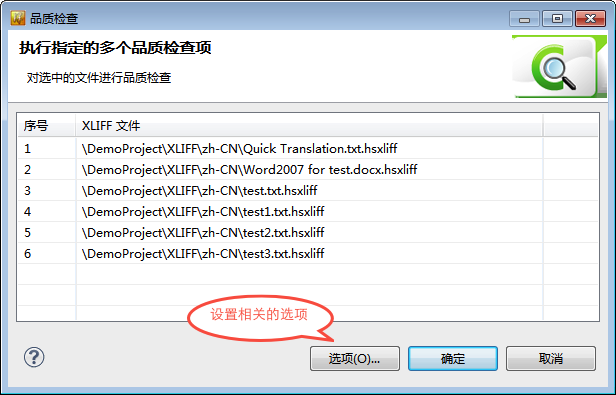 品质检查
执行指定的多个品质检查项
对选中的文件进行品质检查
序号 XLIFF 文件
1 \DemoProject\XLIFF\zh-CN\Quick Translation.txt.hsxliff
2 \DemoProject\XLIFF\zh-CN\Word2007 for test.docx.hsxliff
3 \DemoProject\XLIFF\zh-CN\test.txt.hsxliff
4 \DemoProject\XLIFF\zh-CN\test1.txt.hsxliff
5 \DemoProject\XLIFF\zh-CN\test2.txt.hsxliff
6 \DemoProject\XLIFF\zh-CN\test3.txt.hsxliff
设置相关的选项
? 选项(O)... 确定 取消